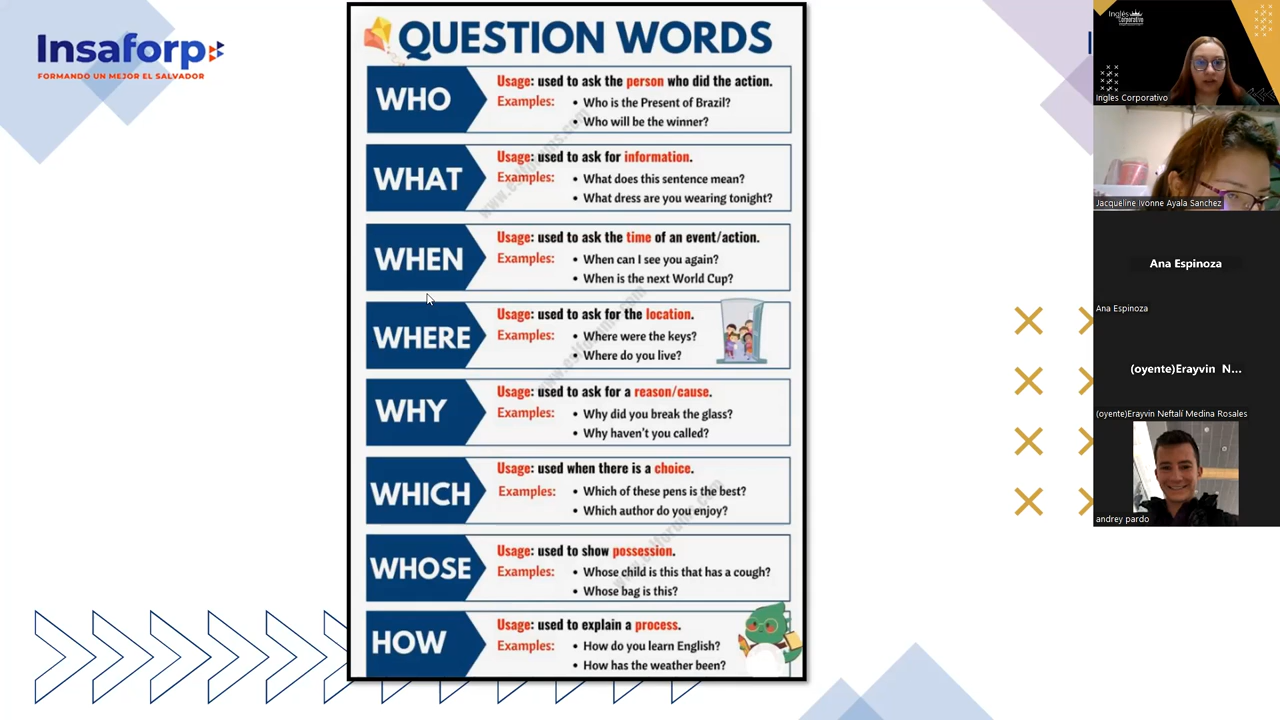 Insaforp
FORMANDO UN MEJOR EL SALVADOR
QUESTION WORDS
WHO
Usage: used to ask the person who did the action.
Examples:
• Who is the Present of Brazil?
• Who will be the winner?
WHAT
Usage: used to ask for information.
Examples:
• What does this sentence mean?
• What dress are you wearing tonight?
WHEN
Usage: used to ask the time of an event/action.
Examples:
• When can I see you again?
• When is the next World Cup?
WHERE
Usage: used to ask for the location.
Examples:
• Where were the keys?
• Where do you live?
WHY
Usage: used to ask for a reason/cause.
Examples:
• Why did you break the glass?
• Why haven't you called?
WHICH
Usage: used when there is a choice.
Examples:
• Which of these pens is the best?
• Which author do you enjoy?
WHOSE
Usage: used to show possession.
Examples:
• Whose child is this that has a cough?
• Whose bag is this?
HOW
Usage: used to explain a process.
Examples:
• How do you learn English?
• How has the weather been?
Inglés
Corporativo
Ingles Corporativo
Jacqueline Ivonne Ayala Sanchez
Ana Espinoza
Ana Espinoza
(oyente)Erayvin N...
(oyente)Erayvin Neftalí Medina Rosales
andrey pardo